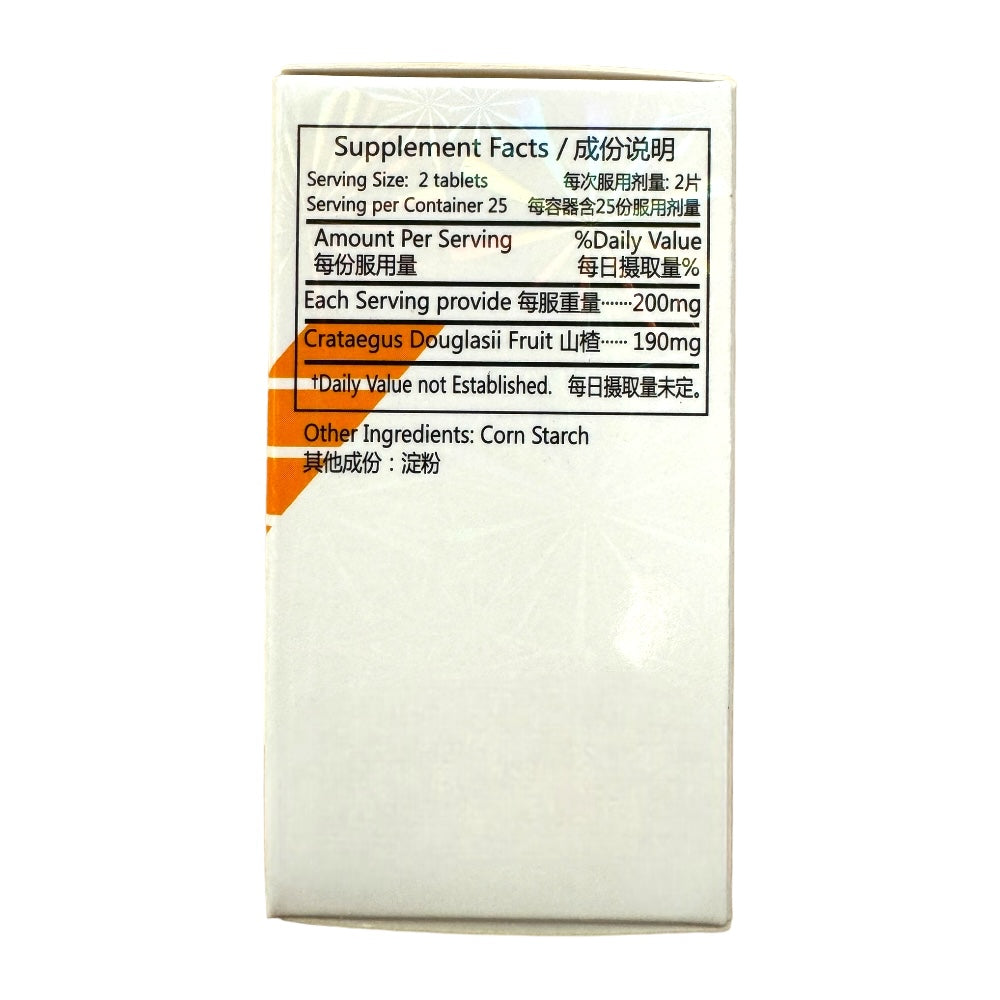 Supplement Facts / 成份说明
Serving Size: 2 tablets 每次服用剂量: 2片
Serving per Container 25 每容器含25份服用剂量
Amount Per Serving %Daily Value
每份服用量 每日摄取量%
Each Serving provide 每服重量·······200mg
Crataegus Douglasii Fruit 山楂······ 190mg
†Daily Value not Established. 每日摄取量未定。
Other Ingredients: Corn Starch
其他成份：淀粉